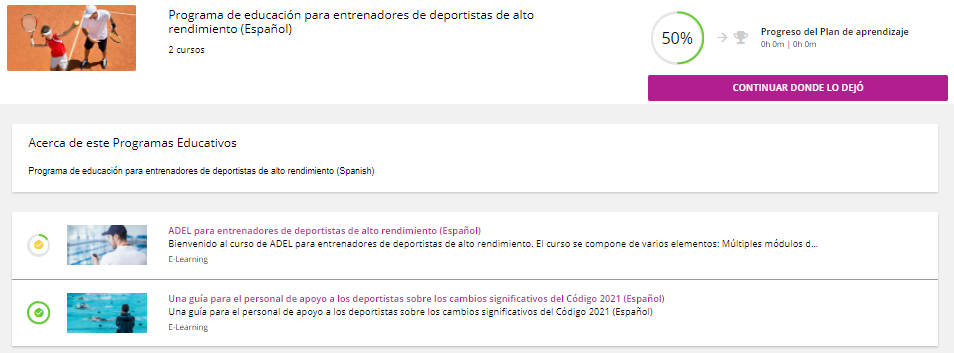 Programa de educación para entrenadores de deportistas de alto
rendimiento (Español)
2 cursos
50%
Progreso del Plan de aprendizaje
0h 0m | 0h 0m
CONTINUAR DONDE LO DEJÓ
Acerca de este Programas Educativos
Programa de educación para entrenadores de deportistas de alto rendimiento (Spanish)
ADEL para entrenadores de deportistas de alto rendimiento (Español)
Bienvenido al curso de ADEL para entrenadores de deportistas de alto rendimiento. El curso se compone de varios elementos: Múltiples módulos d...
E-Learning
Una guía para el personal de apoyo a los deportistas sobre los cambios significativos del Código 2021 (Español)
Una guía para el personal de apoyo a los deportistas sobre los cambios significativos del Código 2021 (Español)
E-Learning